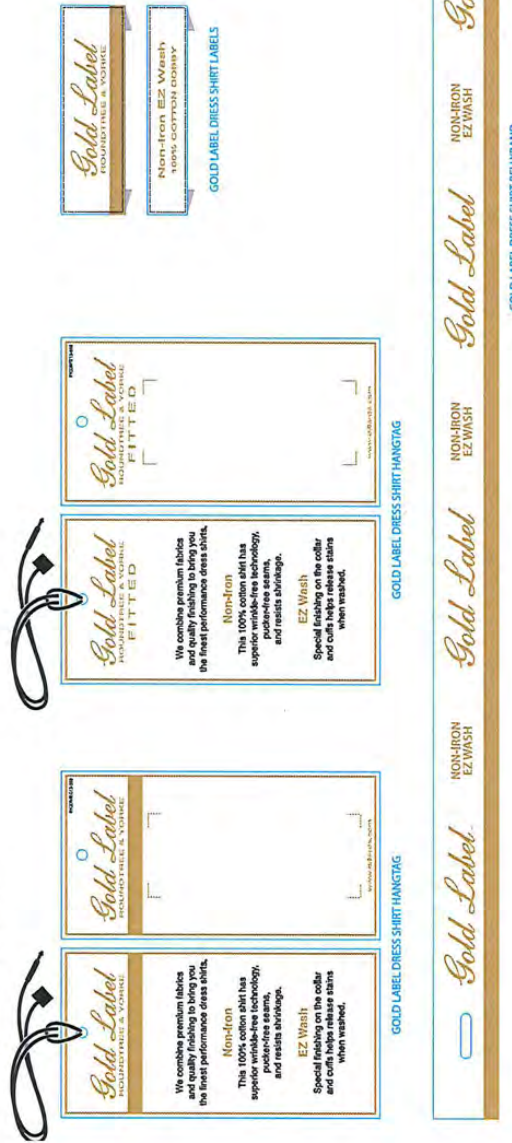 Gold Label
ROUNDTREE & YORKE
Non-Iron EZ Wash
100% COTTON DOBBY
GOLD LABEL DRESS SHIRT LABELS
Gold Label
ROUNDTREE & YORKE
We combine premium fabrics
and quality finishing to bring you
the finest performance dress shirts.
Non-Iron
This 100% cotton shirt has
superior wrinkle-free technology,
pucker-free seams,
and resists shrinkage.
EZ Wash
Special finishing on the collar
and cuffs helps release stains
when washed.
Gold Label
ROUNDTREE & YORKE
GOLD LABEL DRESS SHIRT HANGTAG
Gold Label
ROUNDTREE & YORKE
FITTED
We combine premium fabrics
and quality finishing to bring you
the finest performance dress shirts.
Non-Iron
This 100% cotton shirt has
superior wrinkle-free technology,
pucker-free seams,
and resists shrinkage.
EZ Wash
Special finishing on the collar
and cuffs helps release stains
when washed.
Gold Label
ROUNDTREE & YORKE
FITTED
GOLD LABEL DRESS SHIRT HANGTAG
Gold Label
NON-IRON
EZ WASH
Gold Label
NON-IRON
EZ WASH
Gold Label
NON-IRON
EZ WASH
GOLD LABEL DRESS SHIRT